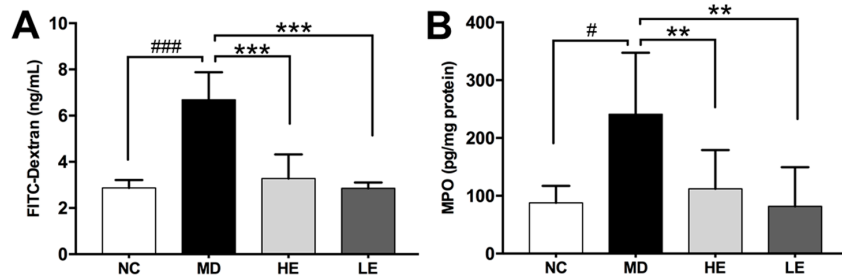 A
FITC-Dextran (ng/mL)
10
8
6
4
2
0
###
***
***
NC MD HE LE
B
MPO (pg/mg protein)
400
300
200
100
0
#
**
**
NC MD HE LE